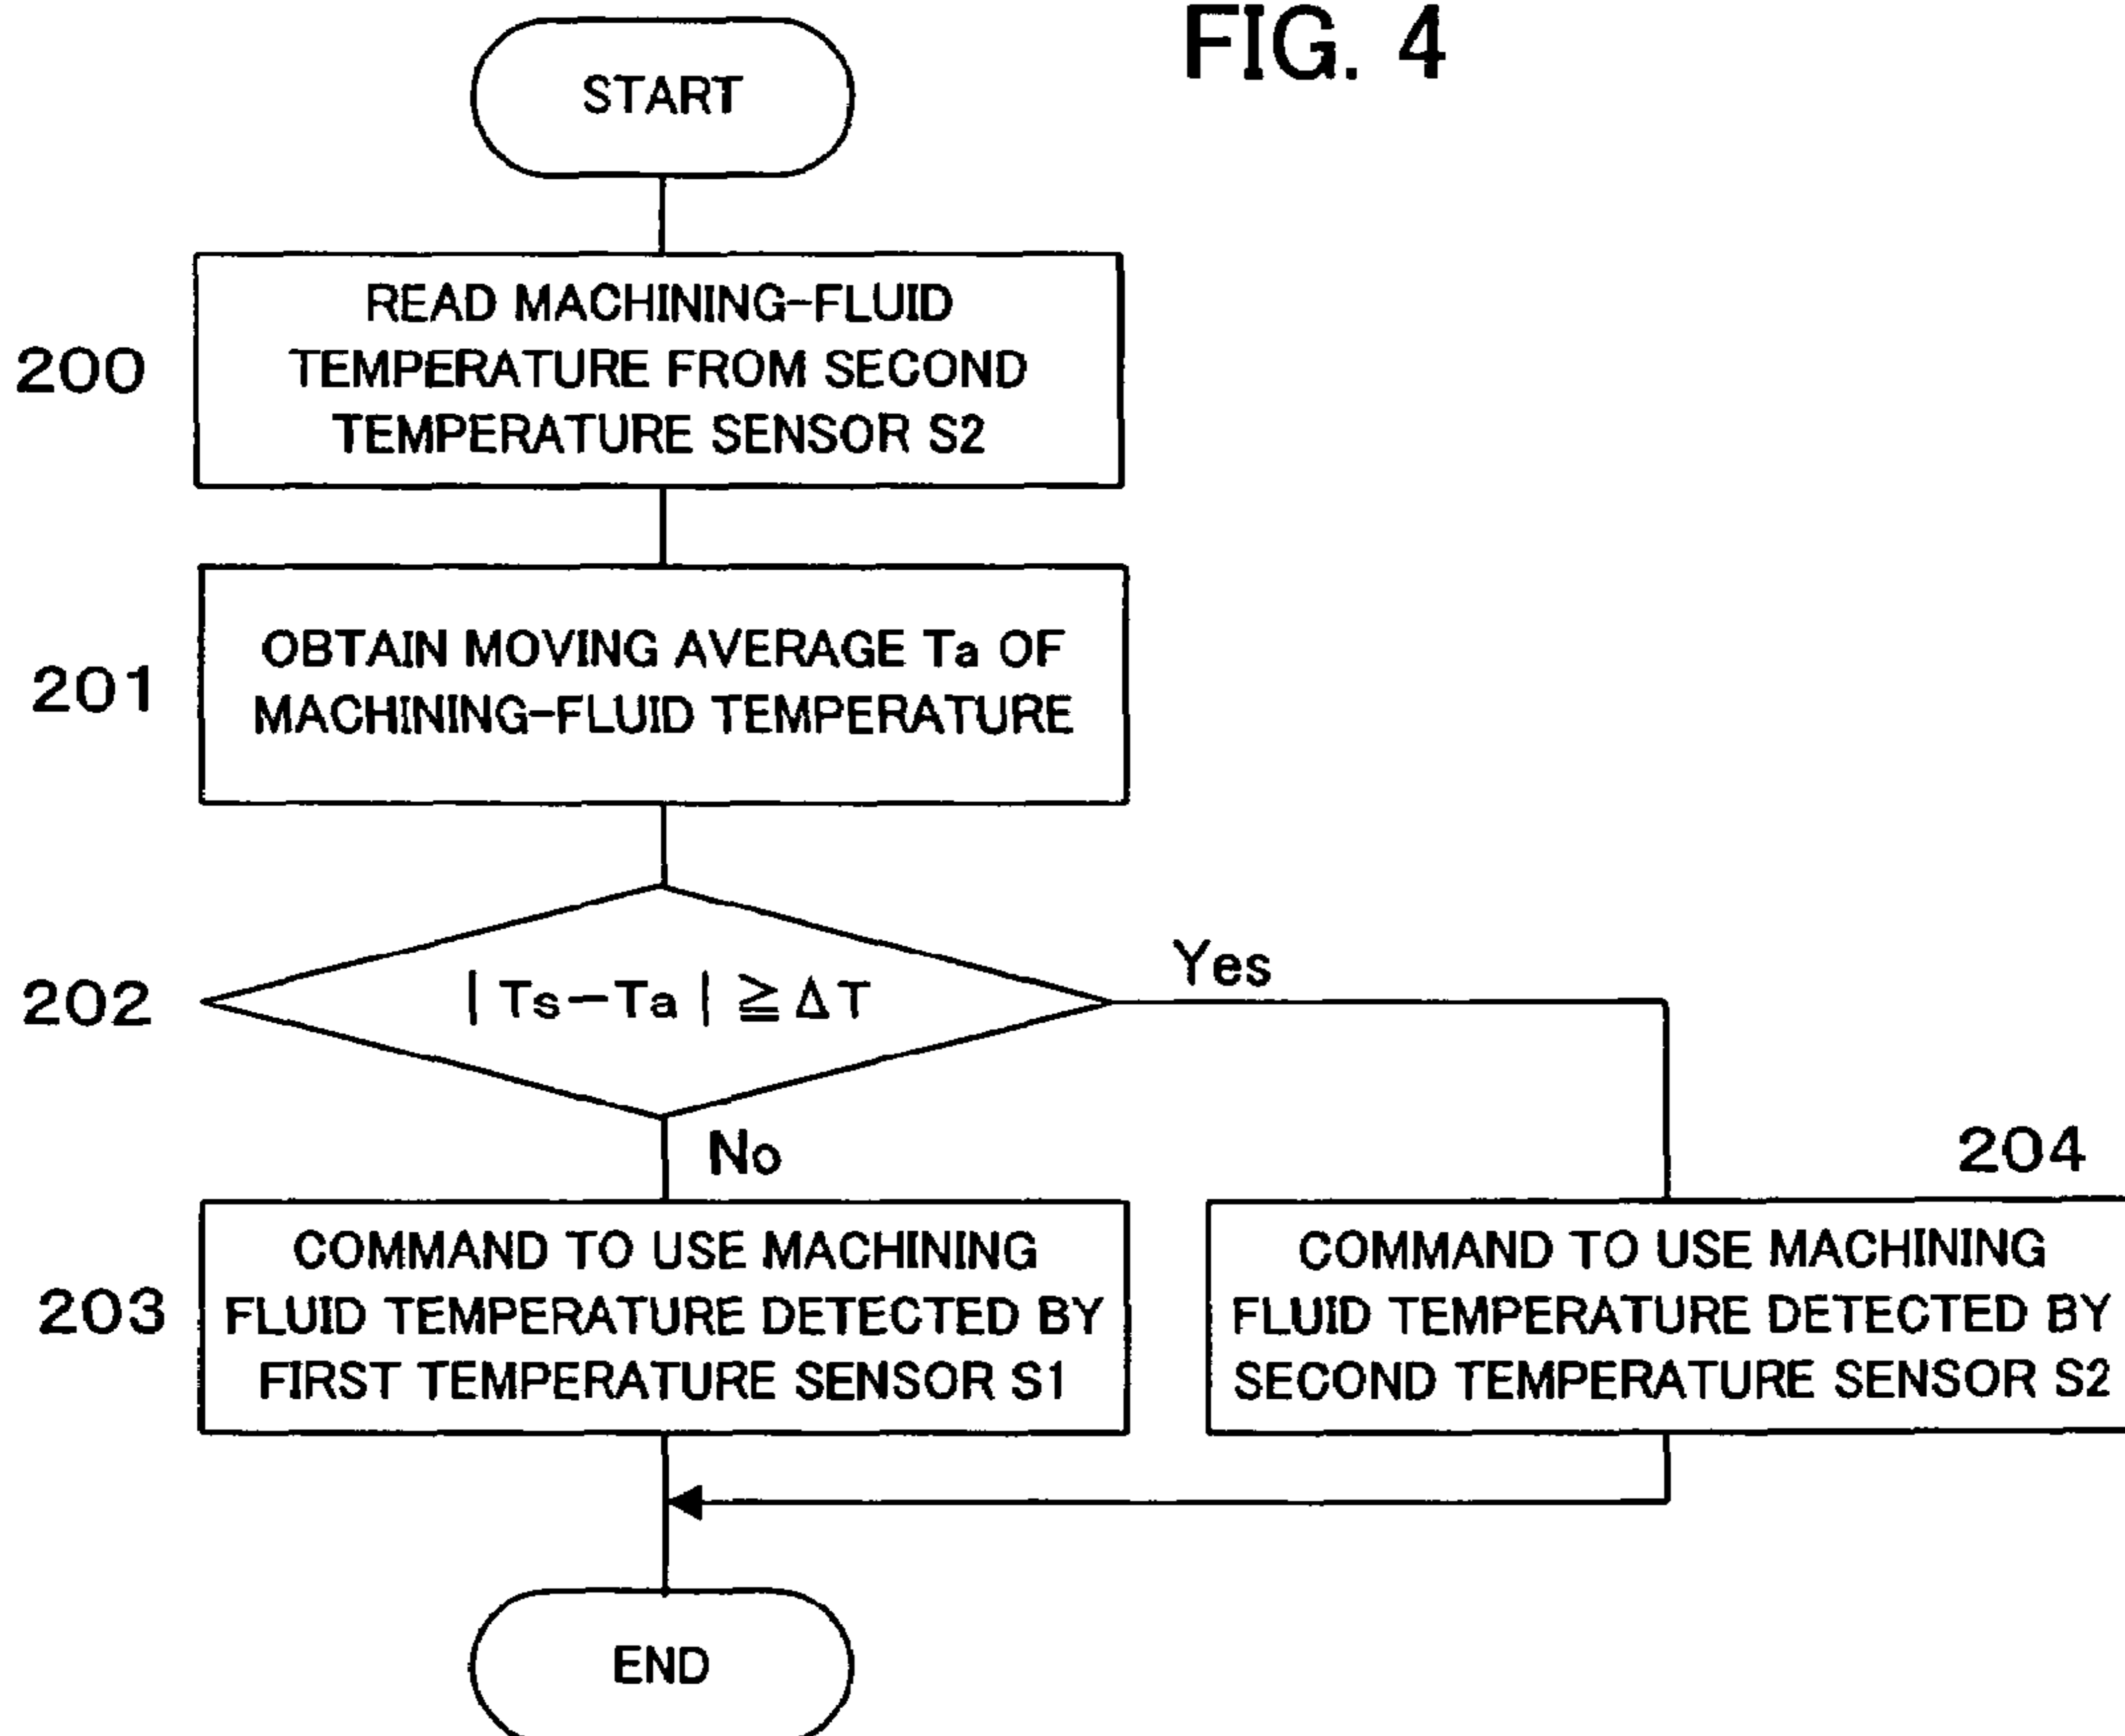 FIG. 4
START
200
READ MACHINING-FLUID
TEMPERATURE FROM SECOND
TEMPERATURE SENSOR S2
201
OBTAIN MOVING AVERAGE Ta OF
MACHINING-FLUID TEMPERATURE
202
| Ts-Ta | ≧ ΔT
Yes
No
203
COMMAND TO USE MACHINING
FLUID TEMPERATURE DETECTED BY
FIRST TEMPERATURE SENSOR S1
204
COMMAND TO USE MACHINING
FLUID TEMPERATURE DETECTED BY
SECOND TEMPERATURE SENSOR S2
END